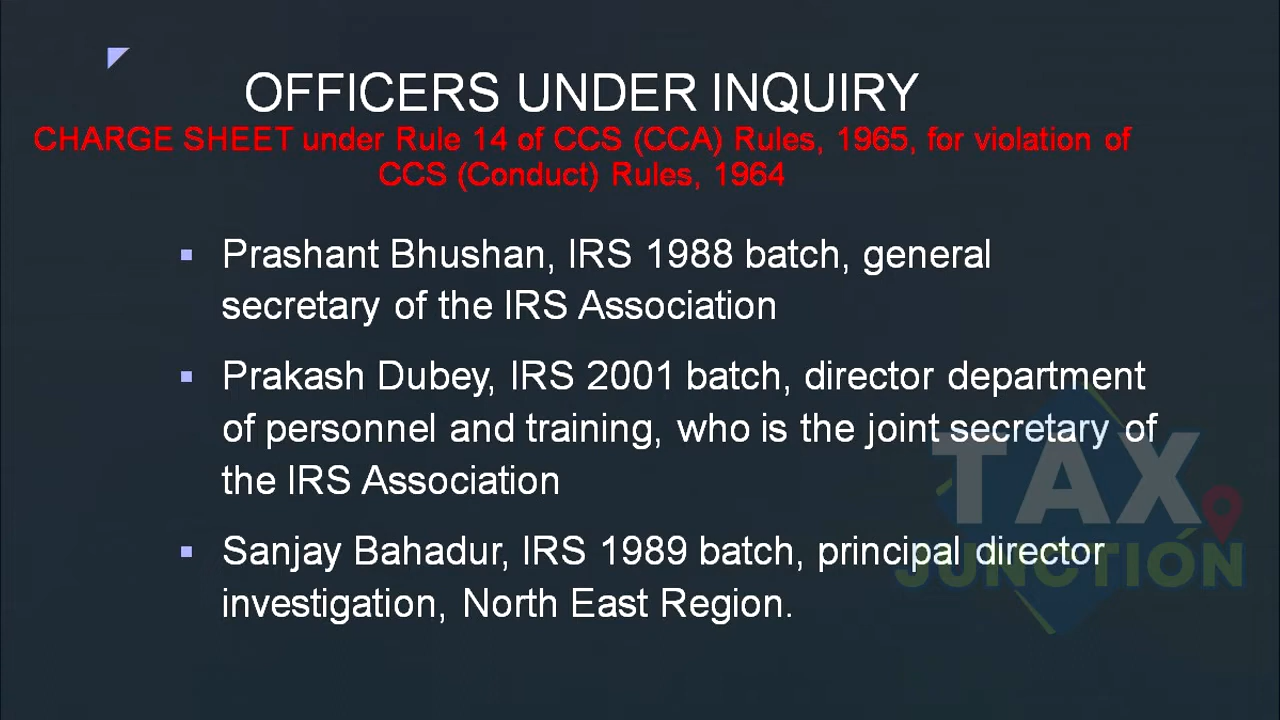 OFFICERS UNDER INQUIRY
CHARGE SHEET under Rule 14 of CCS (CCA) Rules, 1965, for violation of
CCS (Conduct) Rules, 1964
▪ Prashant Bhushan, IRS 1988 batch, general
secretary of the IRS Association
▪ Prakash Dubey, IRS 2001 batch, director department
of personnel and training, who is the joint secretary of
the IRS Association
▪ Sanjay Bahadur, IRS 1989 batch, principal director
investigation, North East Region.
TAX
JUNCTIÓN